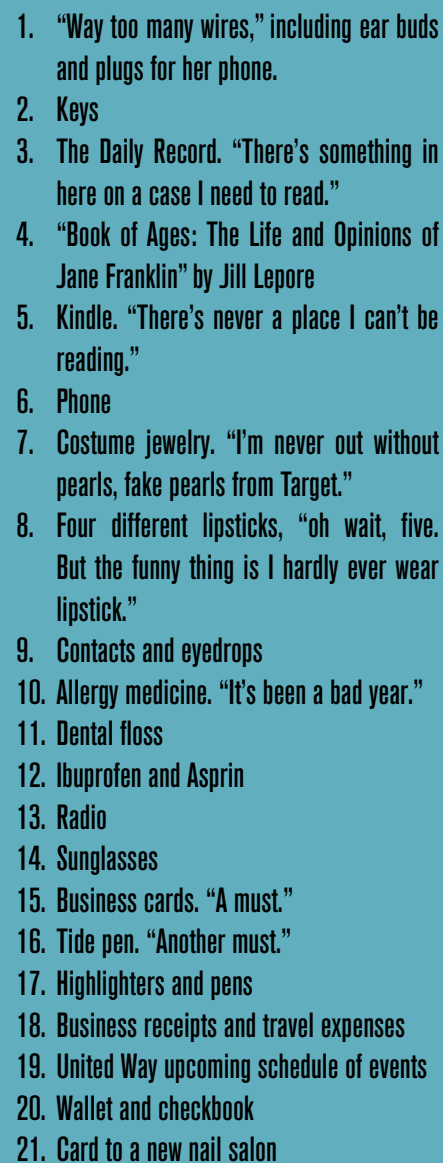 1. “Way too many wires,” including ear buds
and plugs for her phone.
2. Keys
3. The Daily Record. “There’s something in
here on a case I need to read.”
4. “Book of Ages: The Life and Opinions of
Jane Franklin” by Jill Lepore
5. Kindle. “There’s never a place I can’t be
reading.”
6. Phone
7. Costume jewelry. “I’m never out without
pearls, fake pearls from Target.”
8. Four different lipsticks, “oh wait, five.
But the funny thing is I hardly ever wear
lipstick.”
9. Contacts and eyedrops
10. Allergy medicine. “It’s been a bad year.”
11. Dental floss
12. Ibuprofen and Asprin
13. Radio
14. Sunglasses
15. Business cards. “A must.”
16. Tide pen. “Another must.”
17. Highlighters and pens
18. Business receipts and travel expenses
19. United Way upcoming schedule of events
20. Wallet and checkbook
21. Card to a new nail salon